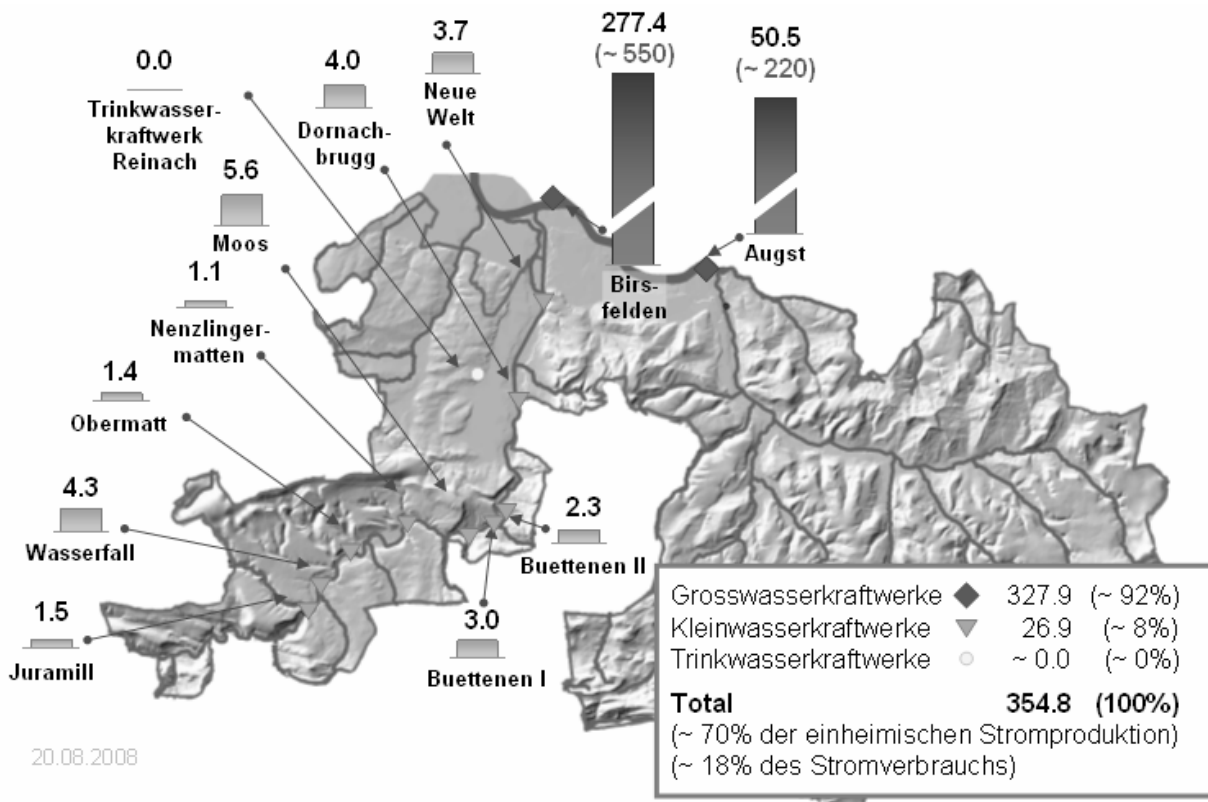 277.4
(~ 550)
50.5
(~ 220)
3.7
Neue
Welt
4.0
Dornach-
brugg
0.0
Trinkwasser-
kraftwerk
Reinach
5.6
Moos
Augst
Birs-
felden
1.1
Nenzlinger-
matten
1.4
Obermatt
4.3
Wasserfall
2.3
Buettenen II
1.5
Juramill
3.0
Buettenen I
Grosswasserkraftwerke 327.9 (~ 92%)
Kleinwasserkraftwerke 26.9 (~ 8%)
Trinkwasserkraftwerke ~ 0.0 (~ 0%)
Total 354.8 (100%)
(~ 70% der einheimischen Stromproduktion)
(~ 18% des Stromverbrauchs)
20.08.2008